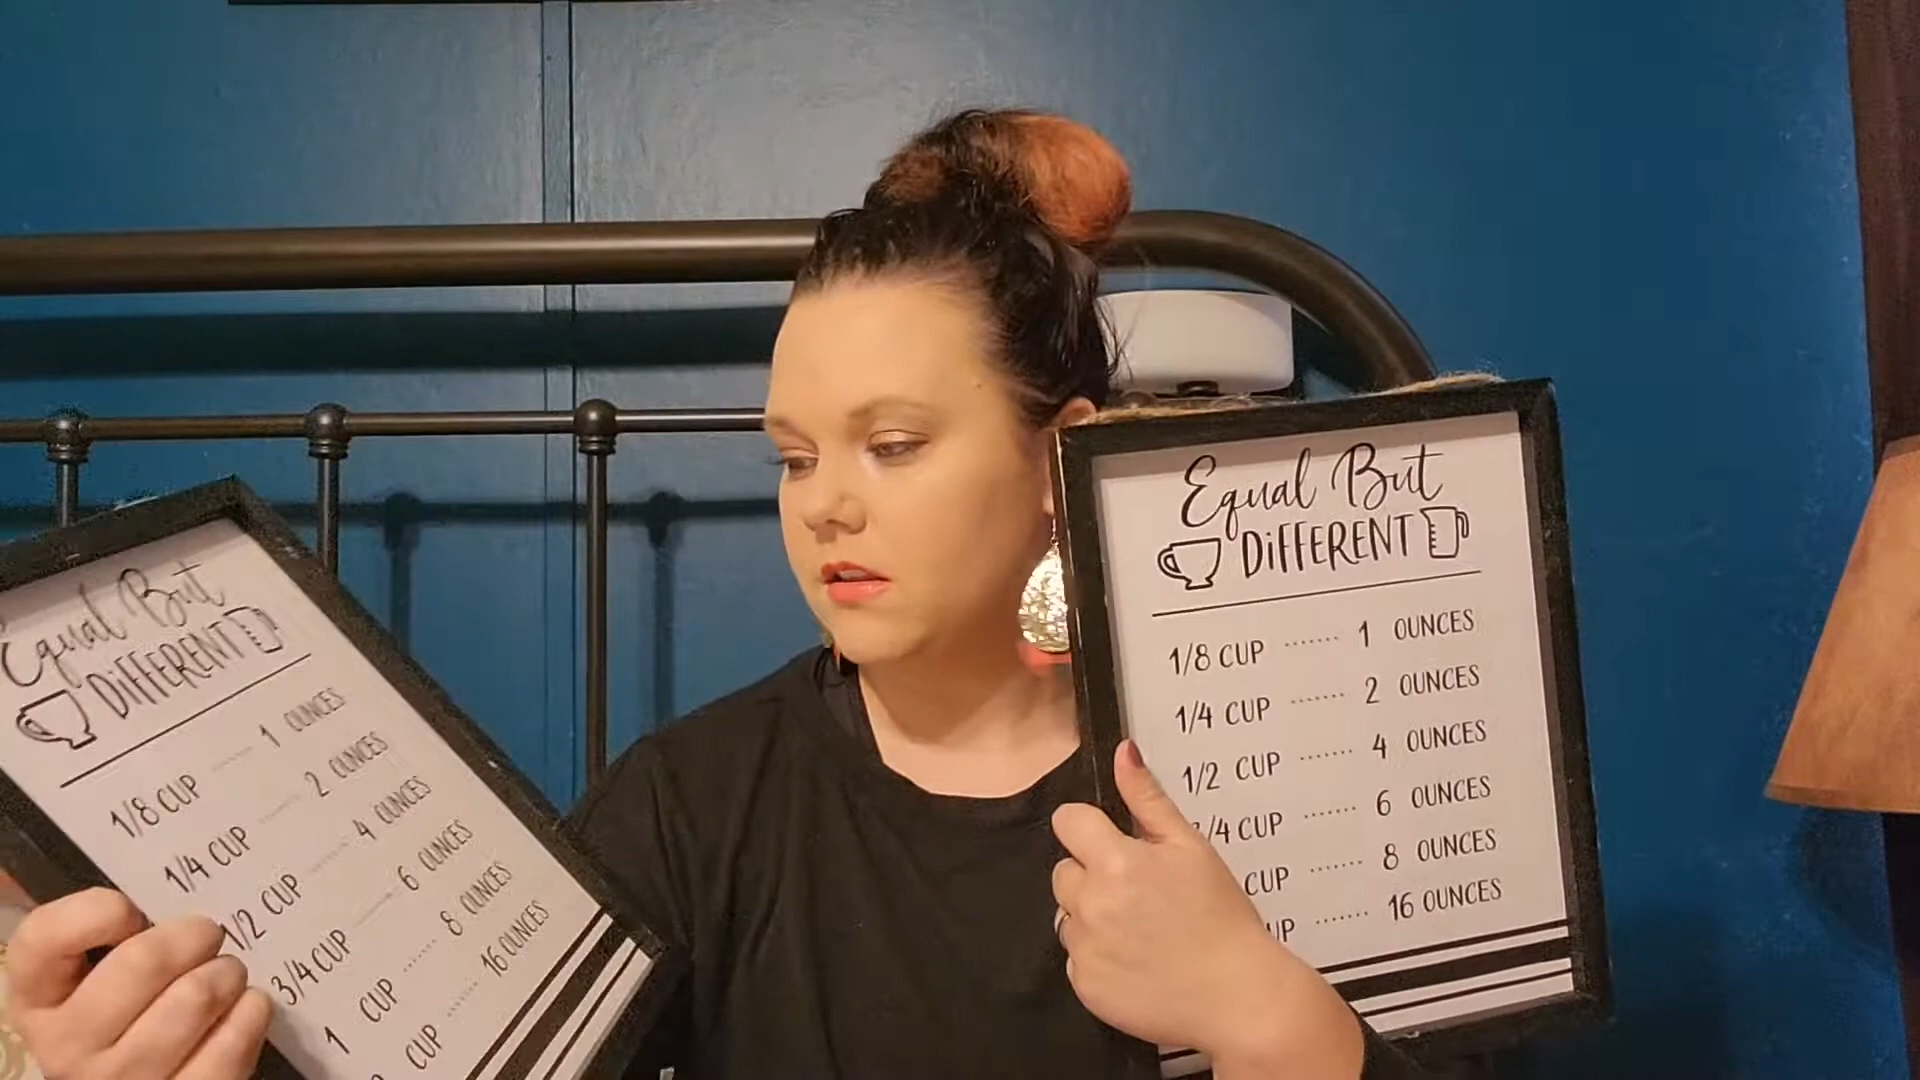 Equal But
DiFFERENT
1/8 CUP ........ 1 OUNCES
1/4 CUP ........ 2 OUNCES
1/2 CUP ........ 4 OUNCES
3/4 CUP ........ 6 OUNCES
1 CUP ....... 8 OUNCES
CUP ....... 16 OUNCES
Equal But
DiFFERENT
1/8 CUP ....... 1 OUNCES
1/4 CUP ....... 2 OUNCES
1/2 CUP ....... 4 OUNCES
/4 CUP ....... 6 OUNCES
CUP ....... 8 OUNCES
UP ....... 16 OUNCES